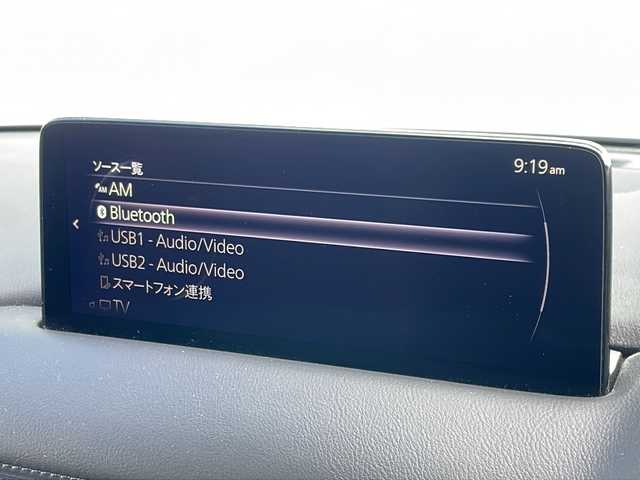 ソース一覧
9:19am
AM AM
Bluetooth
USB1 - Audio/Video
USB2 - Audio/Video
スマートフォン連携
TV